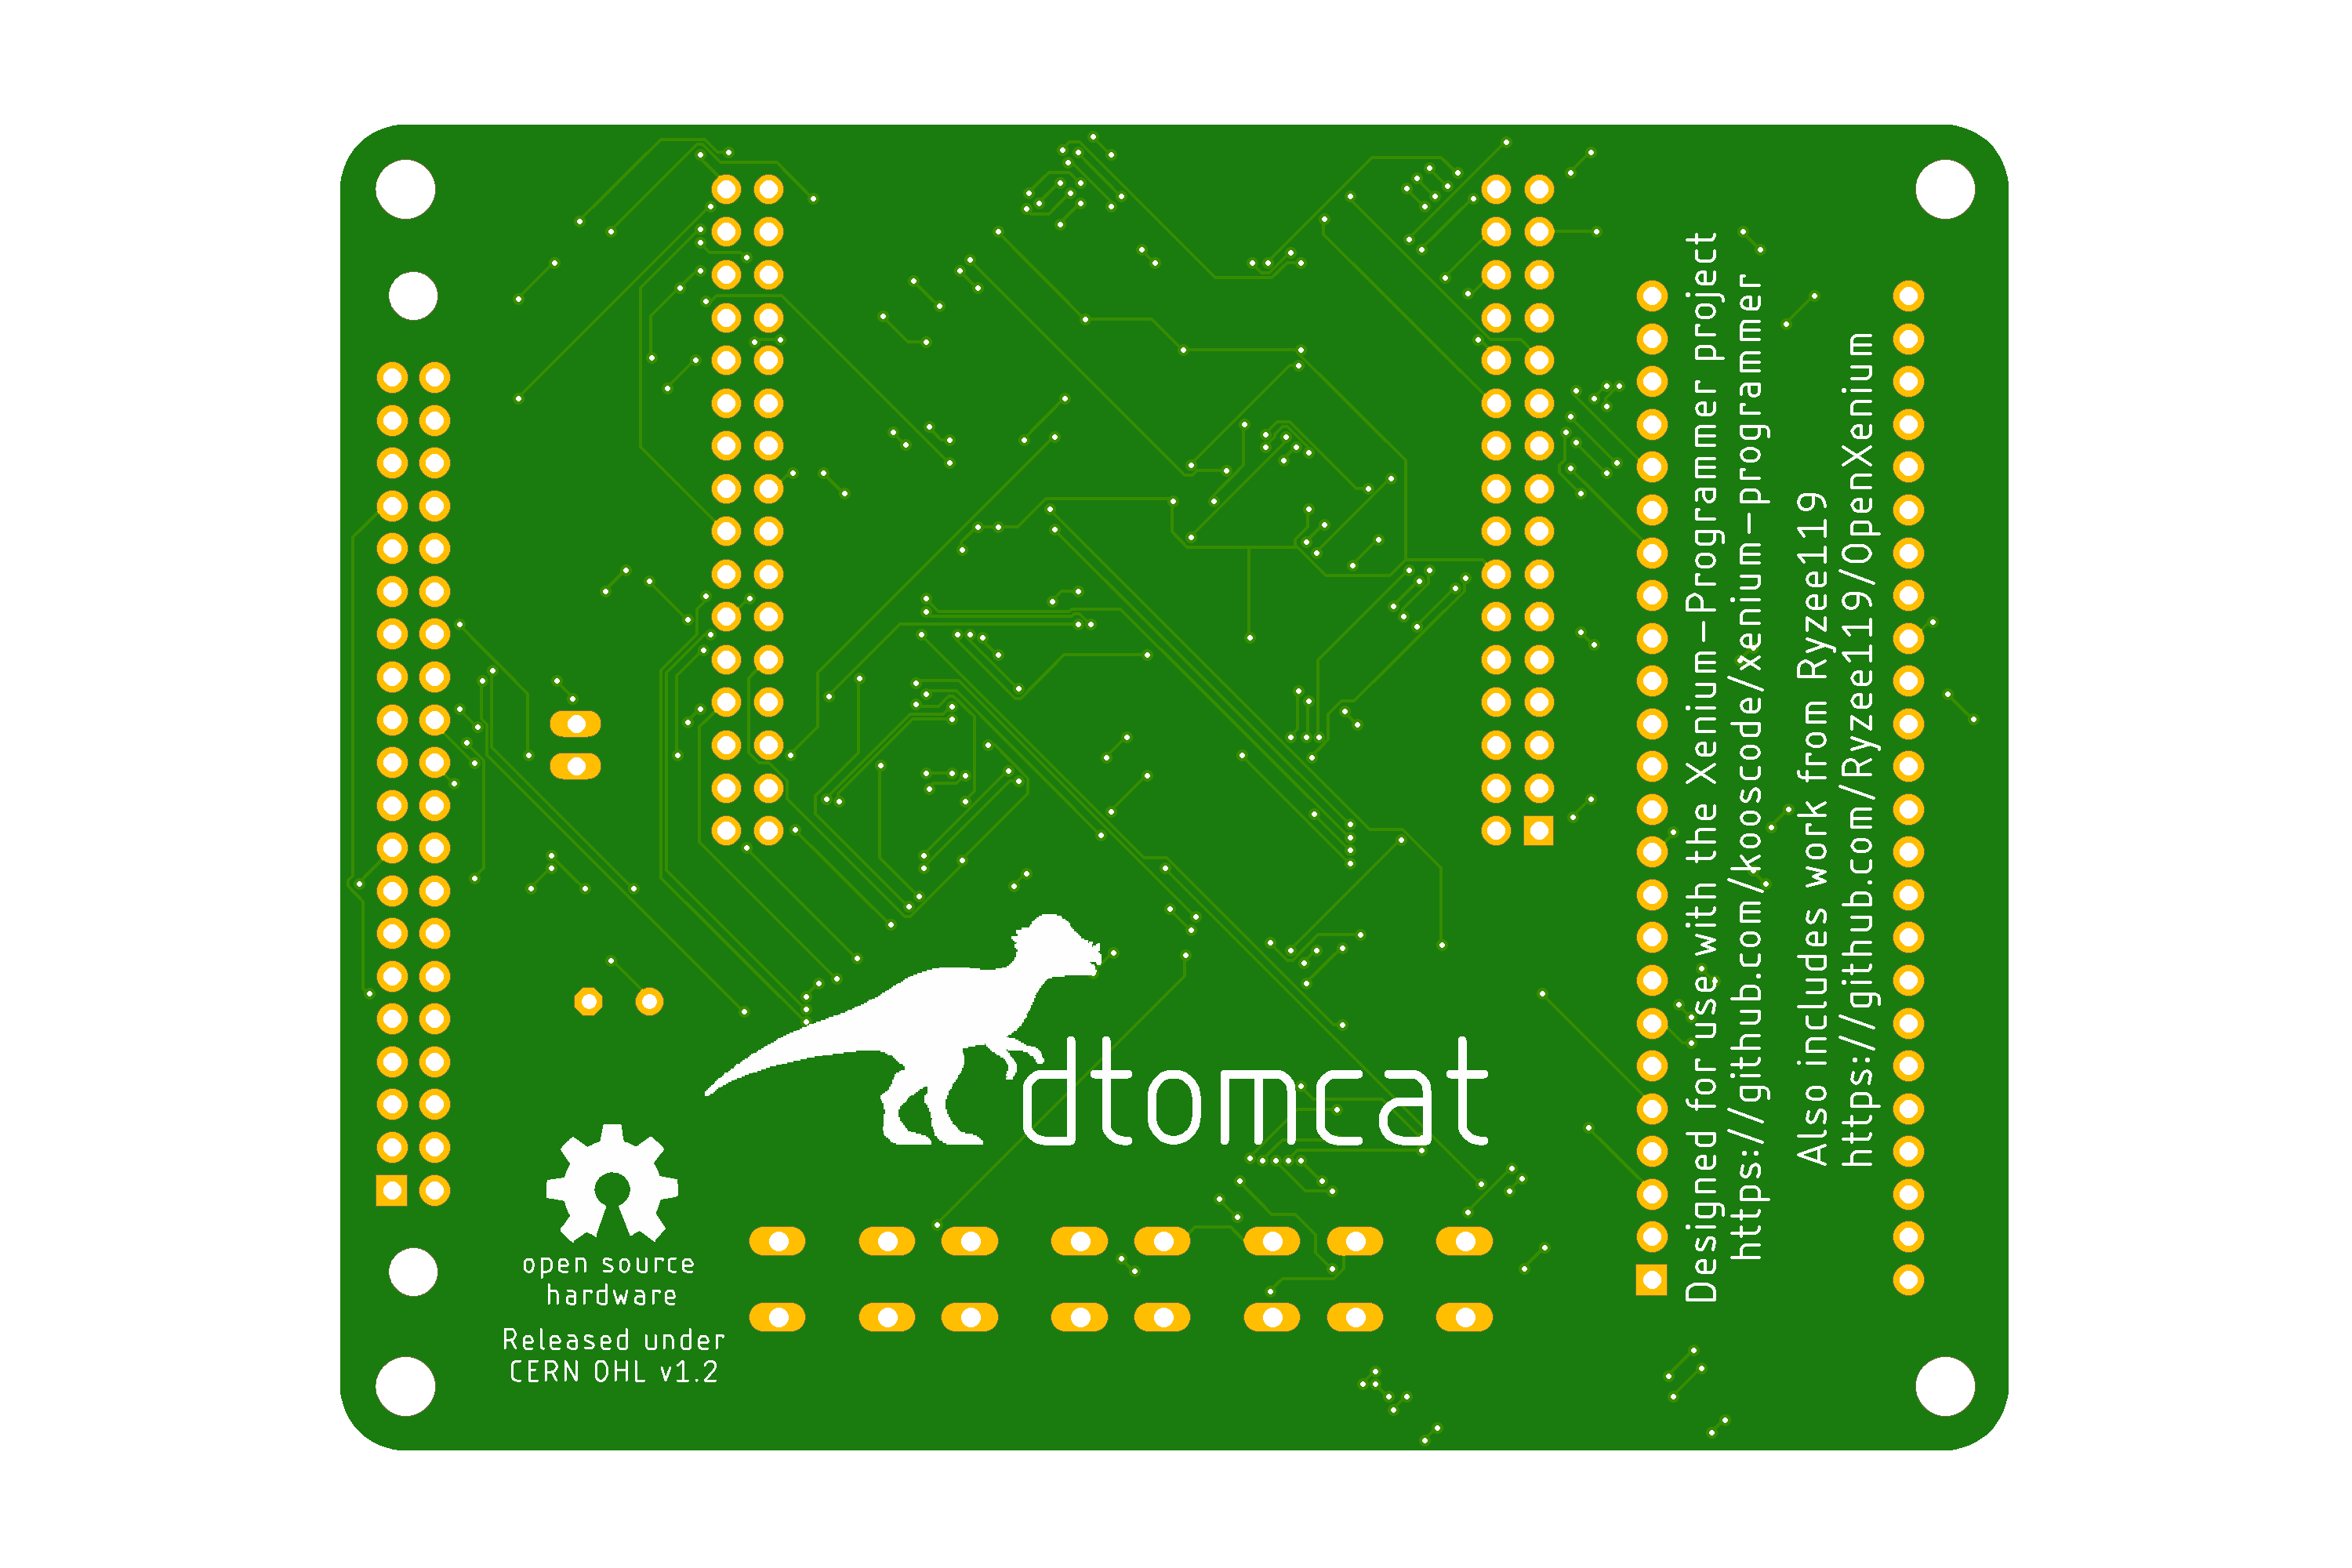 dtomcat
open source
hardware
Released under
CERN OHL v1.2
Designed for use with the Xenium-Programmer project
https://github.com/kooscode/xenium-programmer
Also includes work from Ryzee119
https://github.com/Ryzee119/OpenXenium